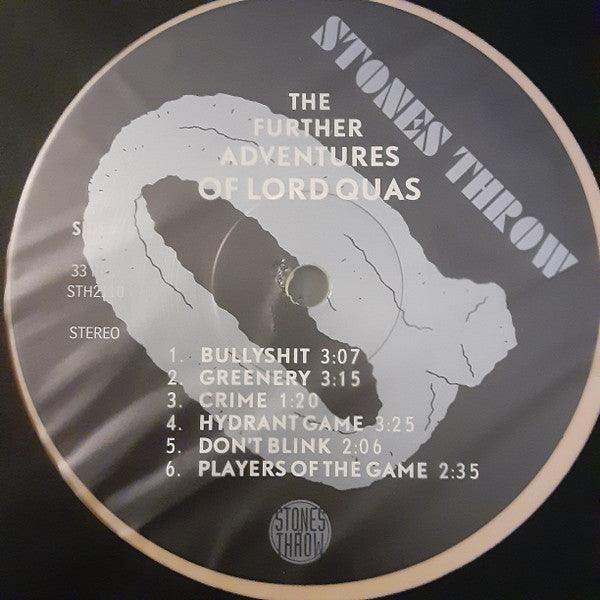 STONES THROW
THE
FURTHER
ADVENTURES
OF LORD QUAS
STEREO
1. BULLYSHIT 3:07
2. GREENERY 3:15
3. CRIME 1:20
4. HYDRANT GAME 3:25
5. DON'T BLINK 2:06
6. PLAYERS OF THE GAME 2:35
STONES
THROW